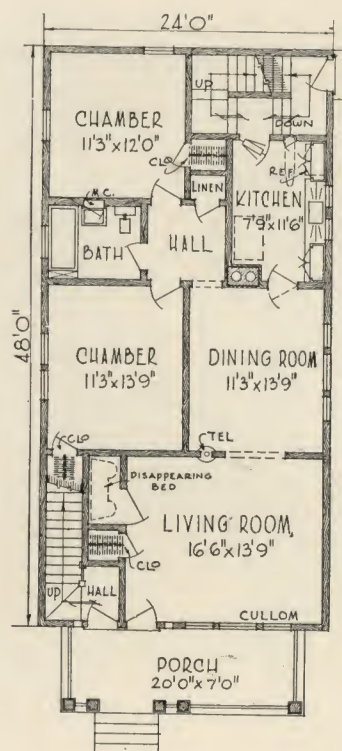 24'0"
48'0"
UP
DOWN
CHAMBER
11'3"x12'0"
CLO
LINEN
REF
KITCHEN
7'9"x11'6"
M.C.
BATH
HALL
CHAMBER
11'3"x13'9"
DINING ROOM
11'3"x13'9"
CLO
TEL
DISAPPEARING
BED
LIVING ROOM
16'6"x13'9"
CLO
UP
HALL
CULLOM
PORCH
20'0"x7'0"